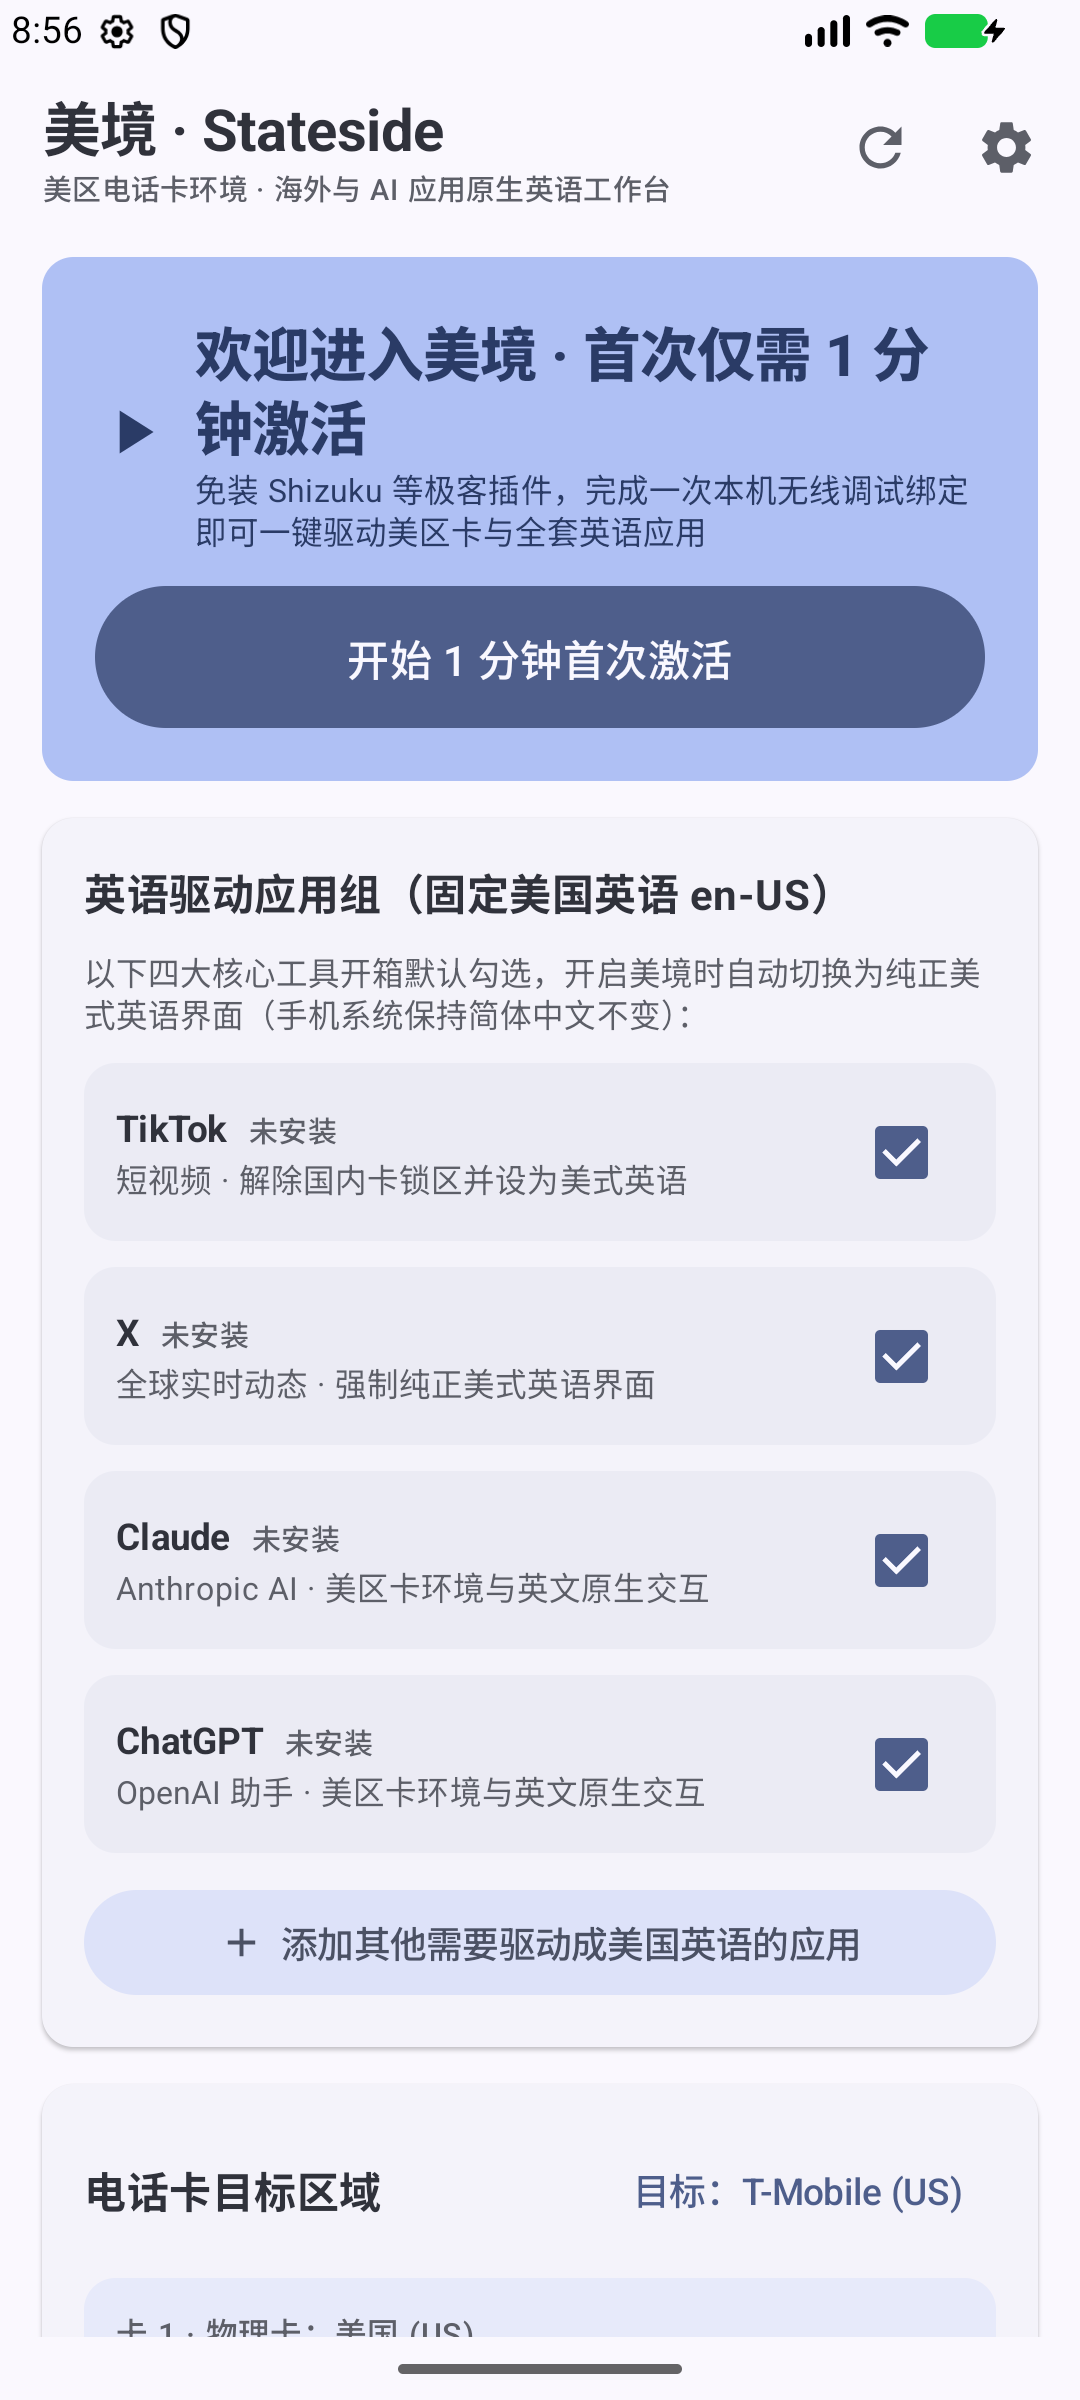 8:56
美境 · Stateside
美区电话卡环境 · 海外与 AI 应用原生英语工作台
欢迎进入美境 · 首次仅需 1 分
钟激活
免装 Shizuku 等极客插件，完成一次本机无线调试绑定
即可一键驱动美区卡与全套英语应用
开始 1 分钟首次激活
英语驱动应用组（固定美国英语 en-US）
以下四大核心工具开箱默认勾选，开启美境时自动切换为纯正美
式英语界面（手机系统保持简体中文不变）：
TikTok 未安装
短视频 · 解除国内卡锁区并设为美式英语
X 未安装
全球实时动态 · 强制纯正美式英语界面
Claude 未安装
Anthropic AI · 美区卡环境与英文原生交互
ChatGPT 未安装
OpenAI 助手 · 美区卡环境与英文原生交互
+ 添加其他需要驱动成美国英语的应用
电话卡目标区域 目标：T-Mobile (US)
卡 1 · 物理卡：美国 (US)